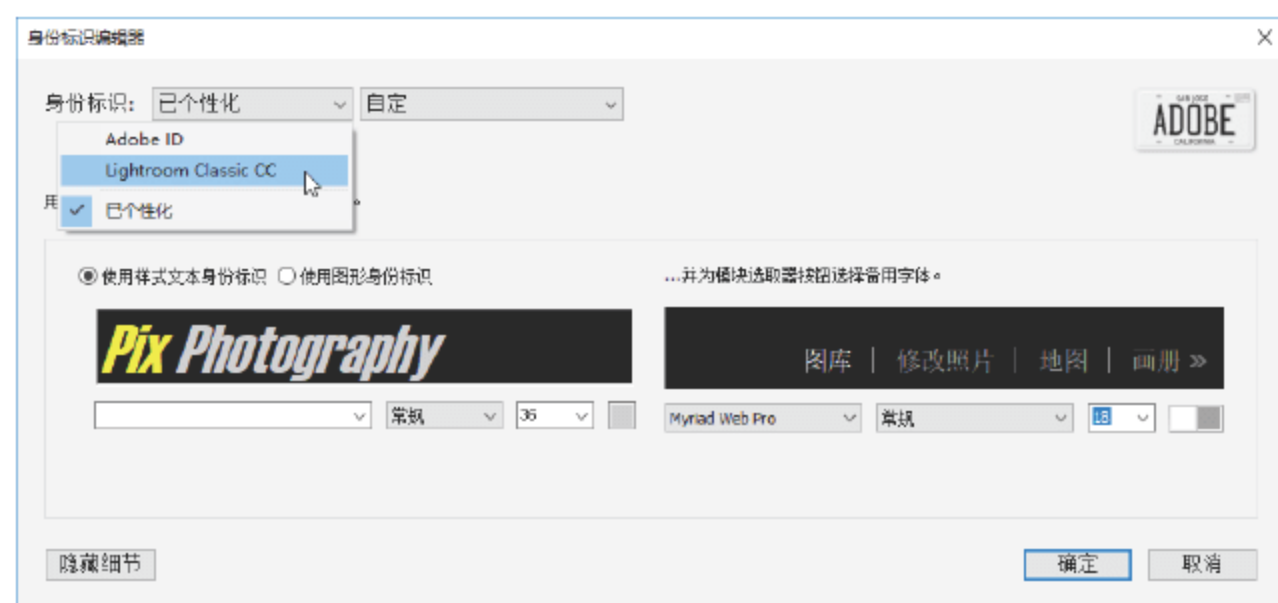 身份标识编辑器
身份标识: 已个性化 自定
SAN JOSE
ADOBE
CALIFORNIA
Adobe ID
Lightroom Classic CC
用
已个性化
。
使用样式文本身份标识 使用图形身份标识
...并为模块选取器按钮选择备用字体。
Pix Photography
图库 | 修改照片 | 地图 | 画册 »
常规 36
Myriad Web Pro 常规 18
隐藏细节 确定 取消